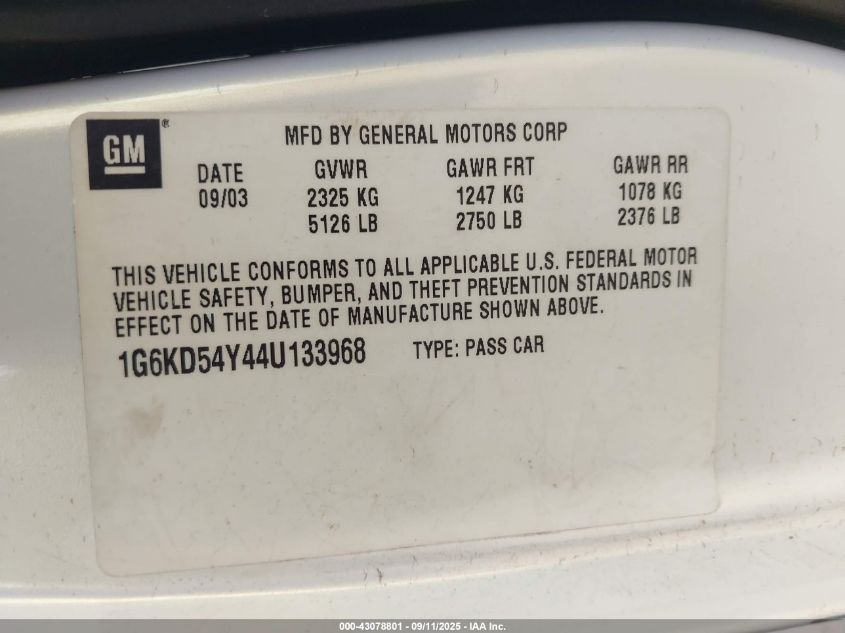 GM®
MFD BY GENERAL MOTORS CORP
DATE GVWR GAWR FRT GAWR RR
09/03 2325 KG 1247 KG 1078 KG
5126 LB 2750 LB 2376 LB
THIS VEHICLE CONFORMS TO ALL APPLICABLE U.S. FEDERAL MOTOR
VEHICLE SAFETY, BUMPER, AND THEFT PREVENTION STANDARDS IN
EFFECT ON THE DATE OF MANUFACTURE SHOWN ABOVE.
1G6KD54Y44U133968 TYPE: PASS CAR
000-43078801 - 09/11/2025 - IAA Inc.